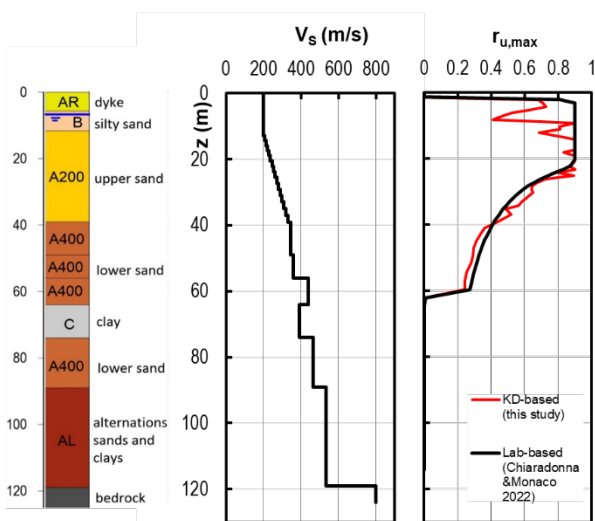 V_S (m/s)
0 200 400 600 800
r_u,max
0 0.2 0.4 0.6 0.8 1
z (m)
0
20
40
60
80
100
120
0
20
40
60
80
100
120
AR dyke
B silty sand
A200 upper sand
A400
A400 lower sand
A400
C clay
A400 lower sand
AL alternations
sands and
clays
bedrock
KD-based
(this study)
Lab-based
(Chiaradonna
&Monaco
2022)